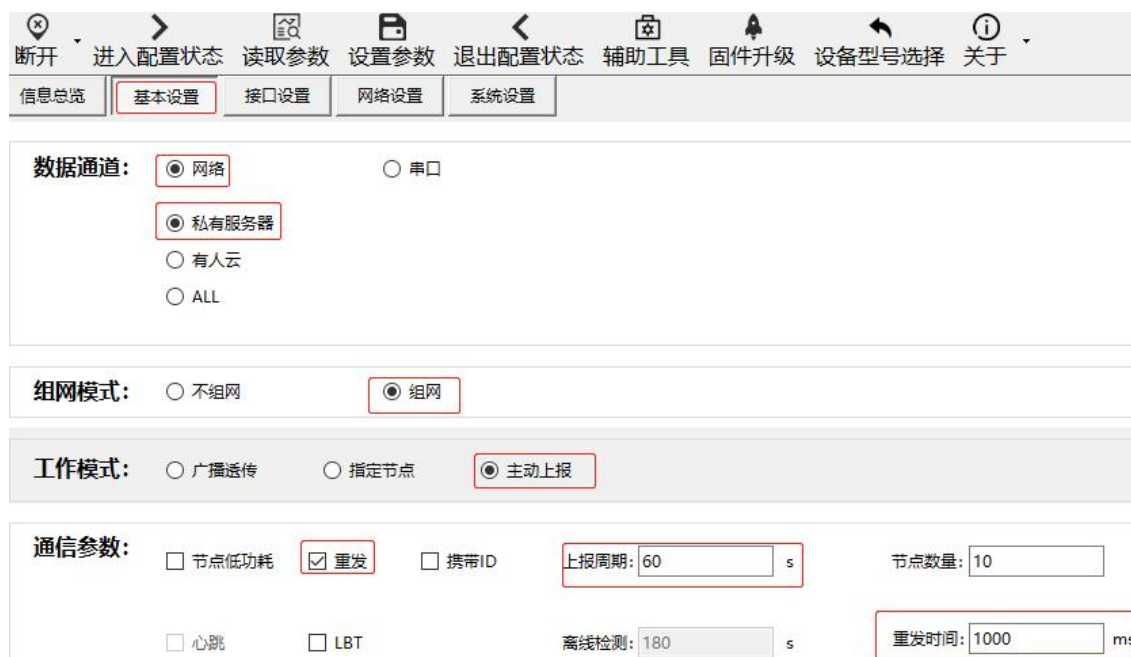 断开 进入配置状态 读取参数 设置参数 退出配置状态 辅助工具 固件升级 设备型号选择 关于
信息总览 基本设置 接口设置 网络设置 系统设置
数据通道： 网络 串口
私有服务器
有人云
ALL
组网模式： 不组网 组网
工作模式： 广播透传 指定节点 主动上报
通信参数： 节点低功耗 重发 携带ID 上报周期: 60 s 节点数量: 10
心跳 LBT 离线检测: 180 s 重发时间: 1000 ms